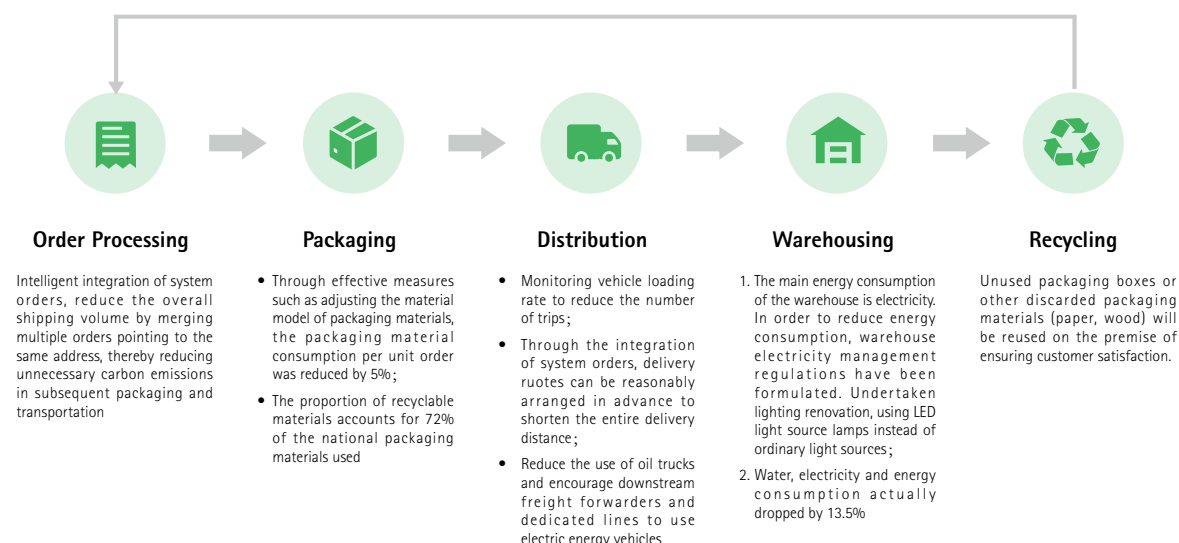 Order Processing
Intelligent integration of system
orders, reduce the overall
shipping volume by merging
multiple orders pointing to the
same address, thereby reducing
unnecessary carbon emissions
in subsequent packaging and
transportation
Packaging
• Through effective measures
such as adjusting the material
model of packaging materials,
the packaging material
consumption per unit order
was reduced by 5%;
• The proportion of recyclable
materials accounts for 72%
of the national packaging
materials used
Distribution
• Monitoring vehicle loading
rate to reduce the number
of trips;
• Through the integration
of system orders, delivery
ruotes can be reasonably
arranged in advance to
shorten the entire delivery
distance;
• Reduce the use of oil trucks
and encourage downstream
freight forwarders and
dedicated lines to use
electric energy vehicles
Warehousing
1. The main energy consumption
of the warehouse is electricity.
In order to reduce energy
consumption, warehouse
electricity management
regulations have been
formulated. Undertaken
lighting renovation, using LED
light source lamps instead of
ordinary light sources;
2. Water, electricity and energy
consumption actually
dropped by 13.5%
Recycling
Unused packaging boxes or
other discarded packaging
materials (paper, wood) will
be reused on the premise of
ensuring customer satisfaction.